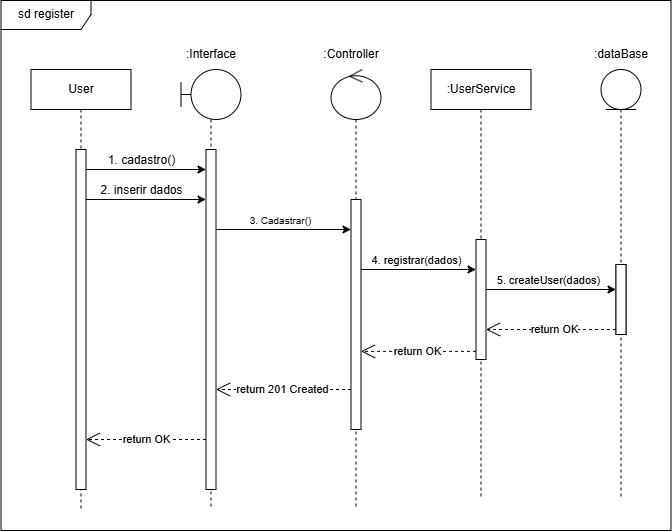 sd register
:Interface
:Controller
:dataBase
User
:UserService
1. cadastro()
2. inserir dados
3. Cadastrar()
4. registrar(dados)
5. createUser(dados)
return OK
return OK
return 201 Created
return OK